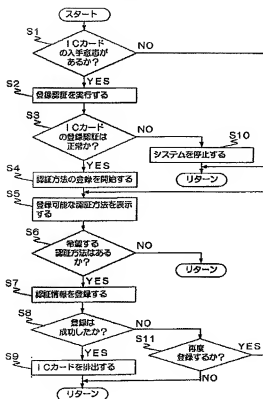 スタート
S1
ICカード
の入手意志が
あるか?
NO
YES
S2
登録認証を実行する
S3
ICカード
の登録認証は
正常か?
NO
YES
S10
システムを停止する
リターン
S4
認証方法の登録を開始する
S5
登録可能な認証方法を表示
する
S6
希望する
認証方法はある
か?
NO
YES
リターン
S7
認証情報を登録する
S8
登録は
成功したか?
NO
YES
S11
再度
登録するか?
YES
NO
S9
ICカードを排出する
リターン